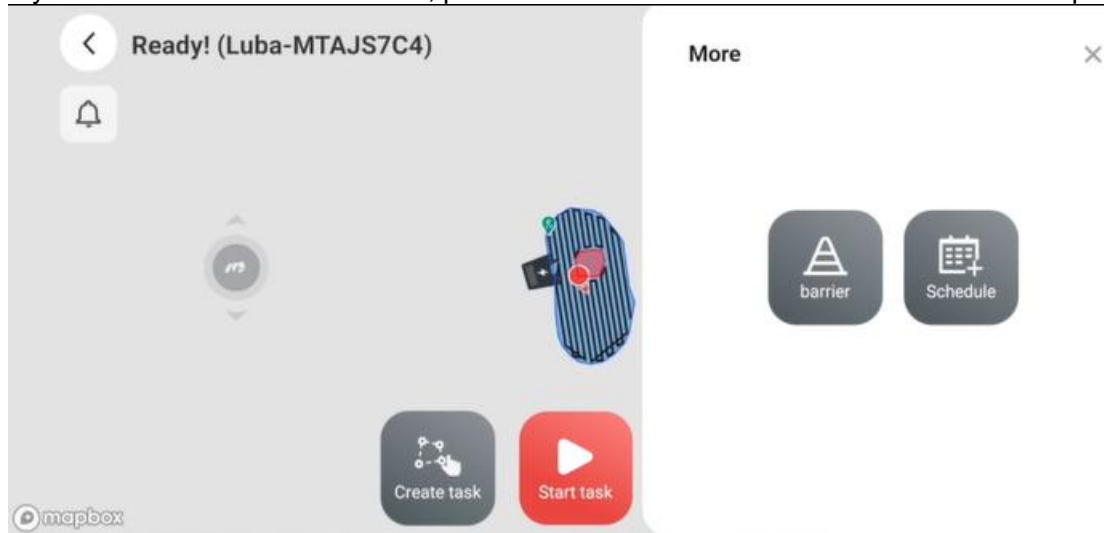 Ready! (Luba-MTAJS7C4)
More
barrier
Schedule
Create task
Start task
mapbox